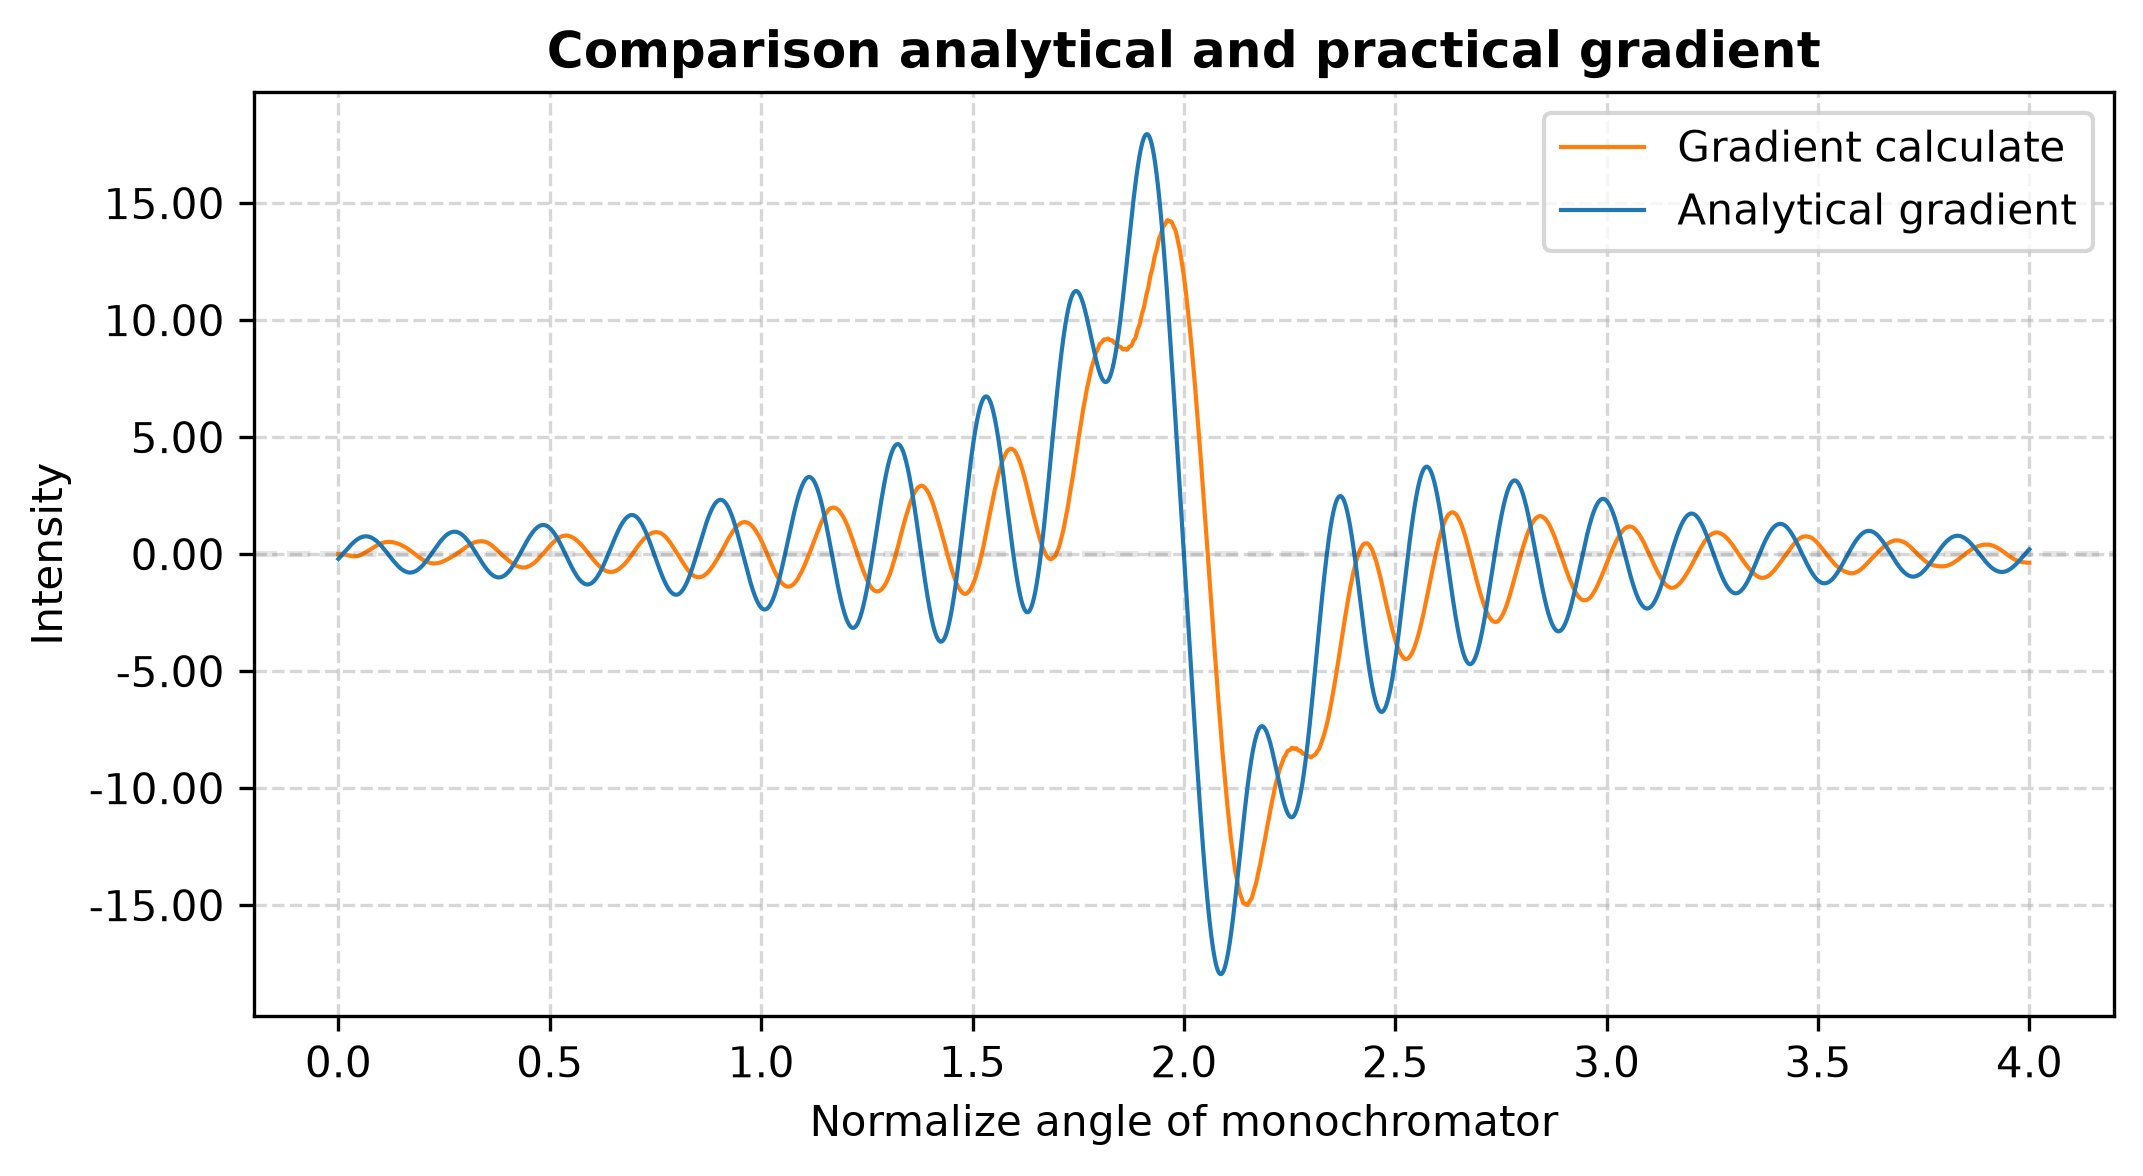 Comparison analytical and practical gradient
Gradient calculate
Analytical gradient
15.00
10.00
5.00
0.00
-5.00
-10.00
-15.00
Intensity
0.0 0.5 1.0 1.5 2.0 2.5 3.0 3.5 4.0
Normalize angle of monochromator